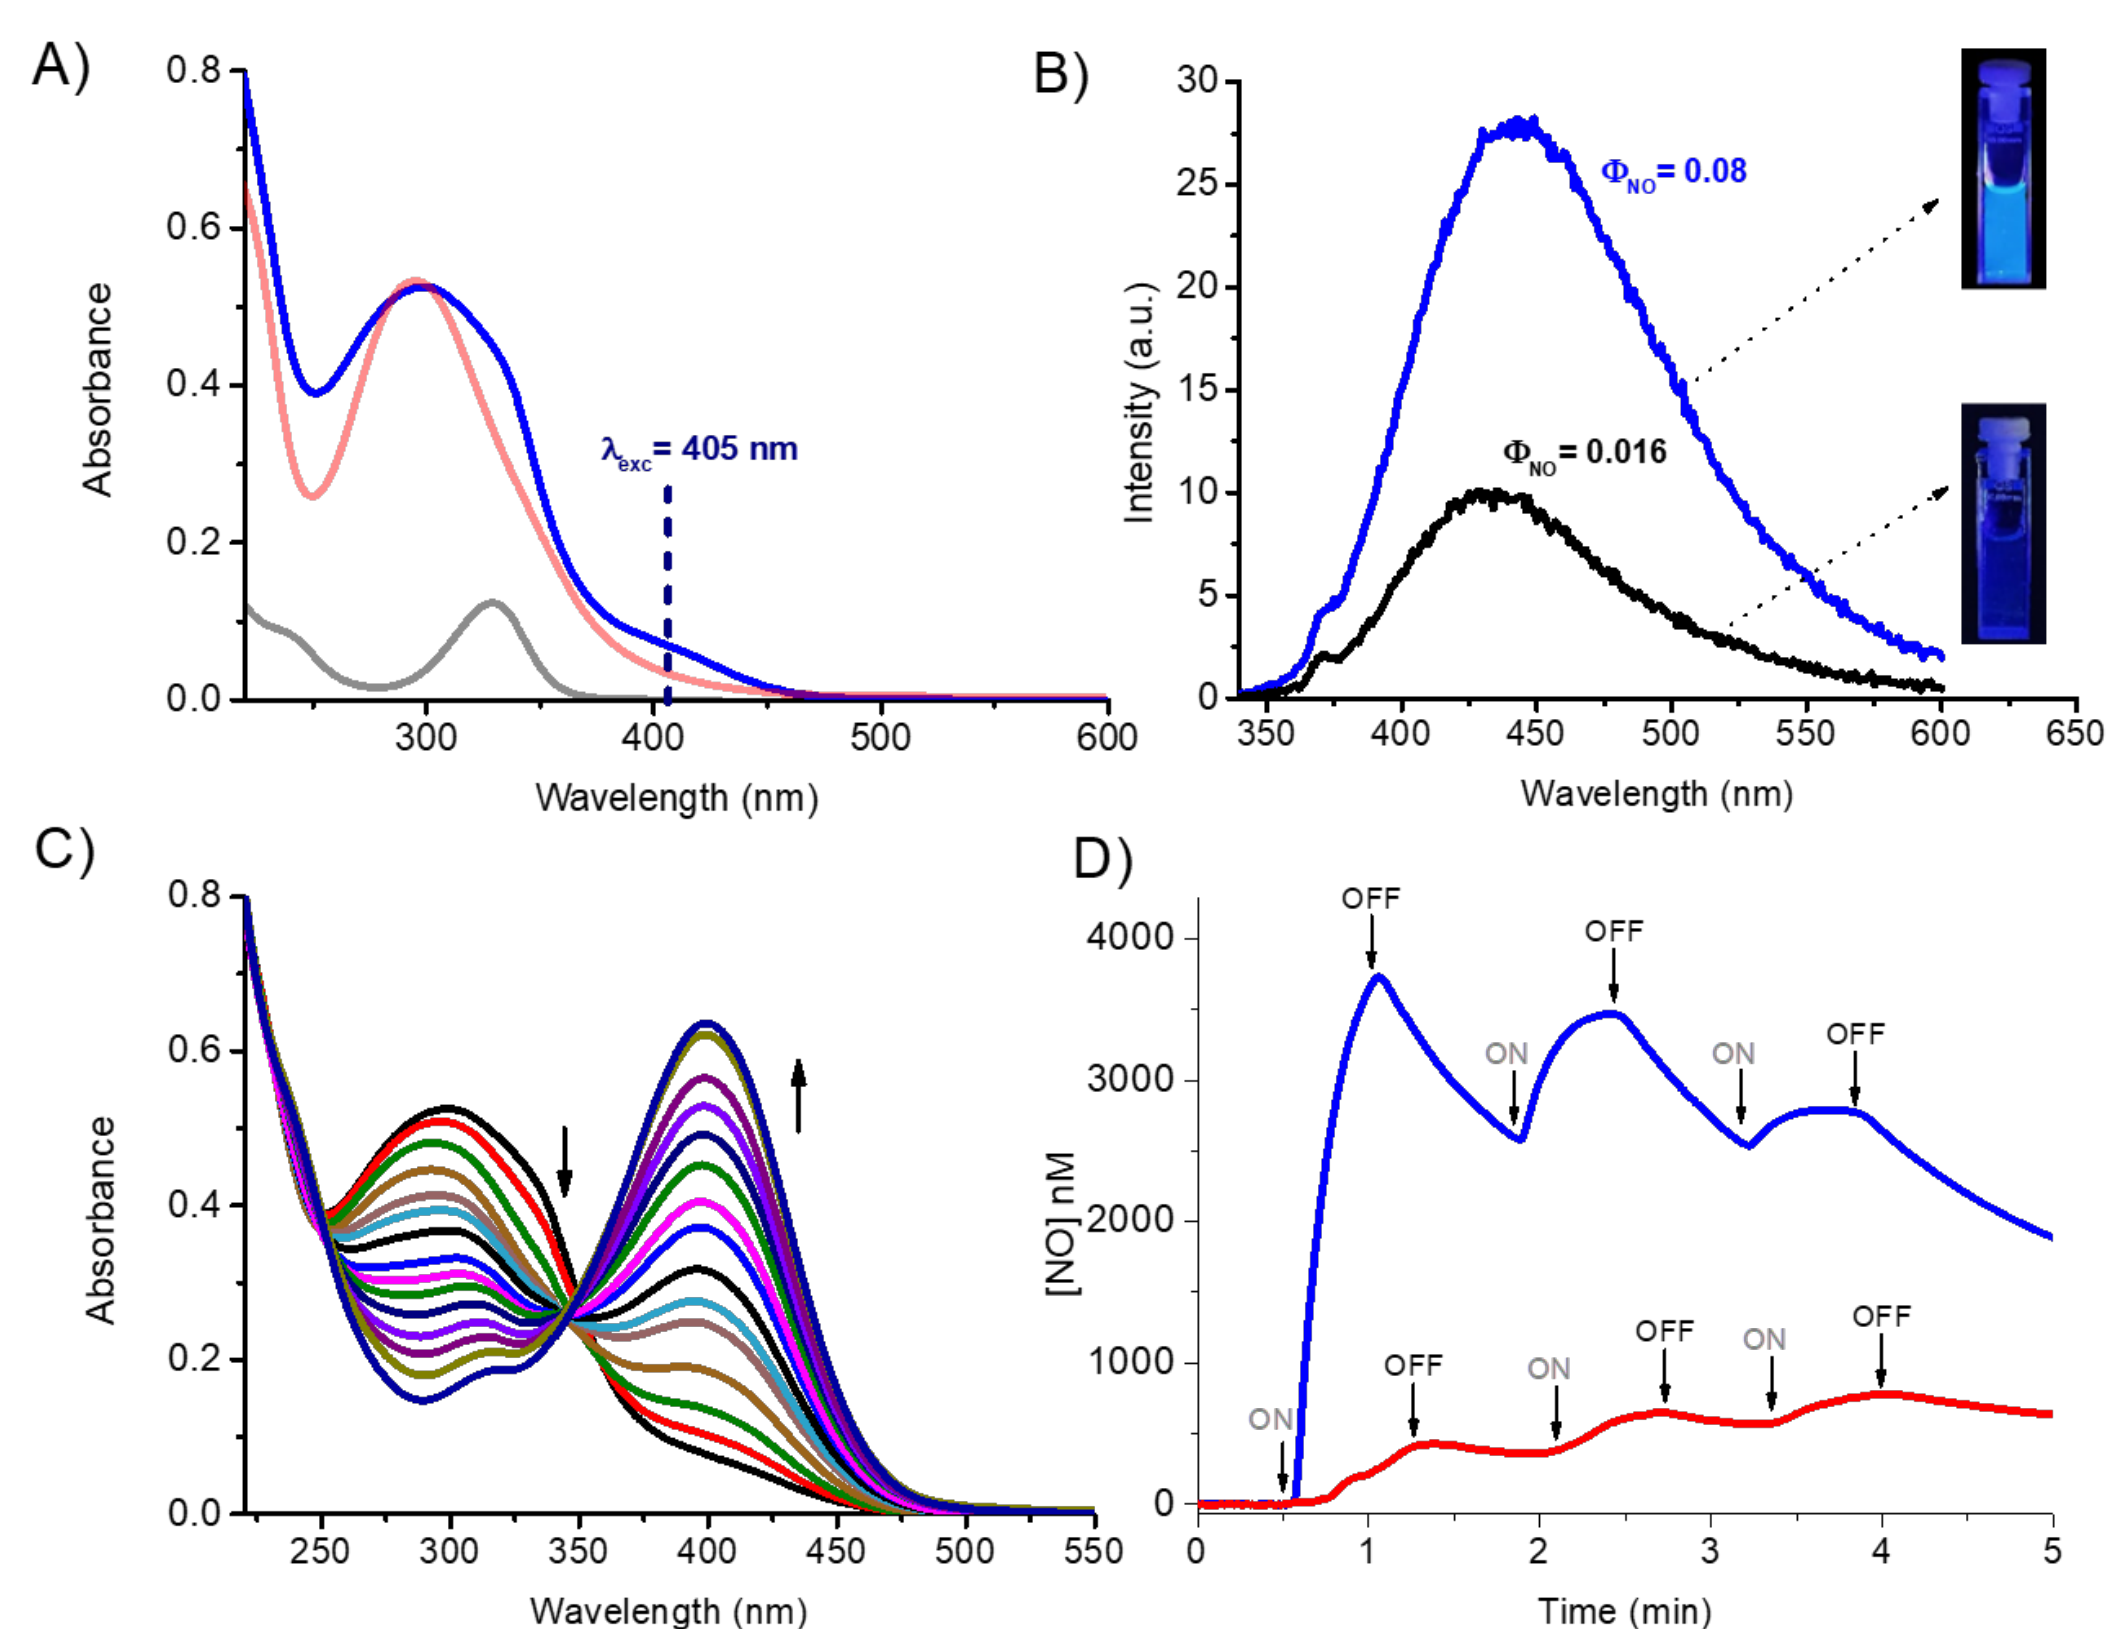 A)
0.8
0.6
0.4
0.2
0.0
Absorbance
λexc= 405 nm
300
400
500
600
Wavelength (nm)
B)
30
25
20
15
10
5
0
Intensity (a.u.)
ΦNO= 0.08
ΦNO= 0.016
350
400
450
500
550
600
650
Wavelength (nm)
C)
0.8
0.6
0.4
0.2
0.0
Absorbance
250
300
350
400
450
500
550
Wavelength (nm)
D)
4000
3000
2000
1000
0
[NO] nM
OFF
OFF
ON
ON
OFF
ON
OFF
ON
OFF
ON
OFF
0
1
2
3
4
5
Time (min)